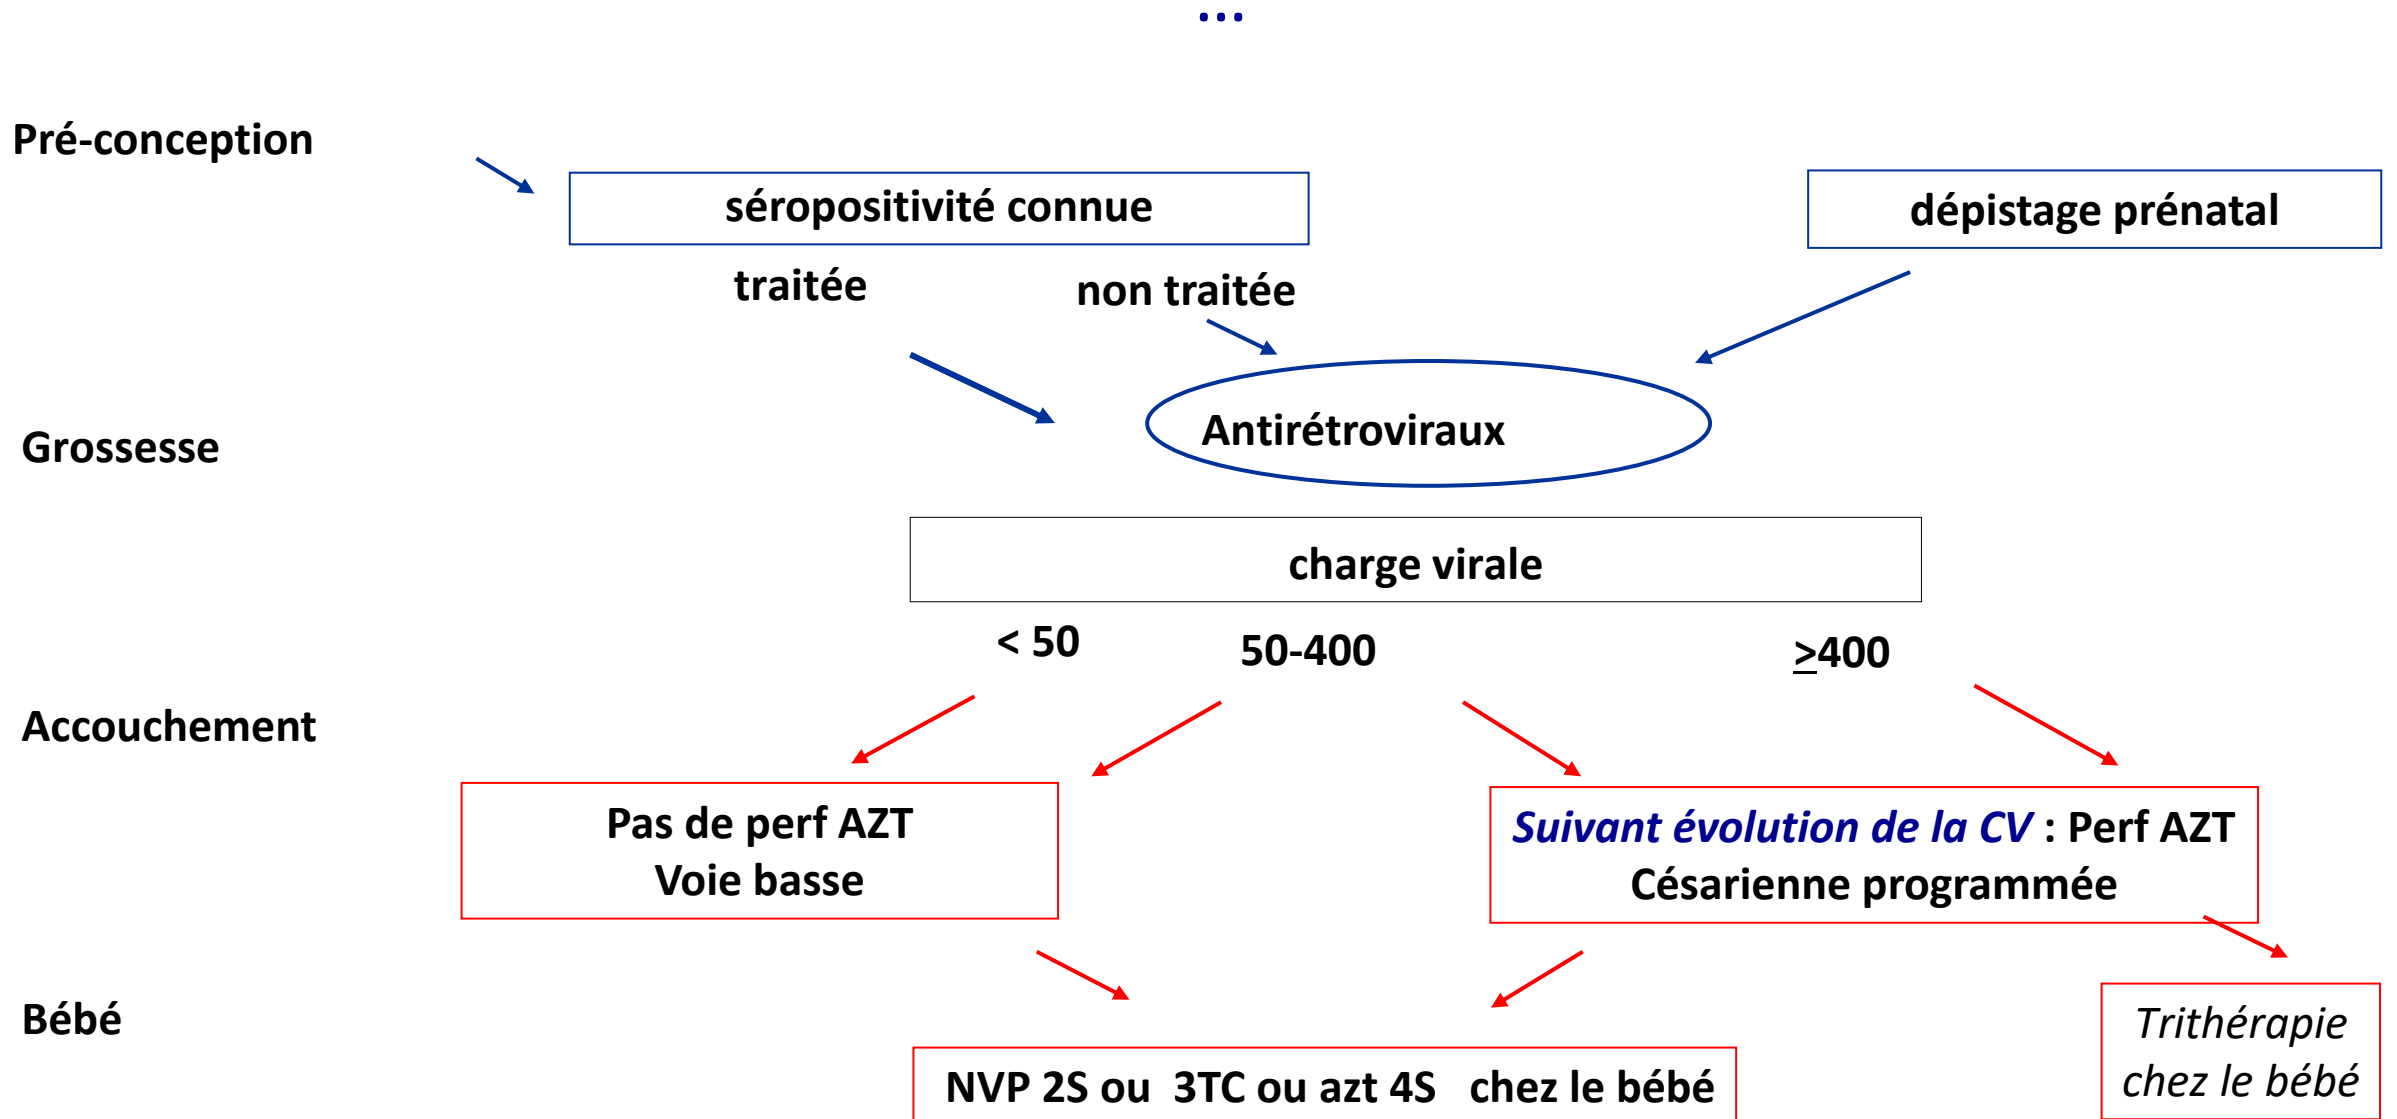 ...
Pré-conception
séropositivité connue
dépistage prénatal
traitée
non traitée
Antirétroviraux
Grossesse
charge virale
< 50
50-400
≥400
Accouchement
Pas de perf AZT
Voie basse
Suivant évolution de la CV : Perf AZT
Césarienne programmée
Bébé
Trithérapie
chez le bébé
NVP 2S ou 3TC ou azt 4S chez le bébé